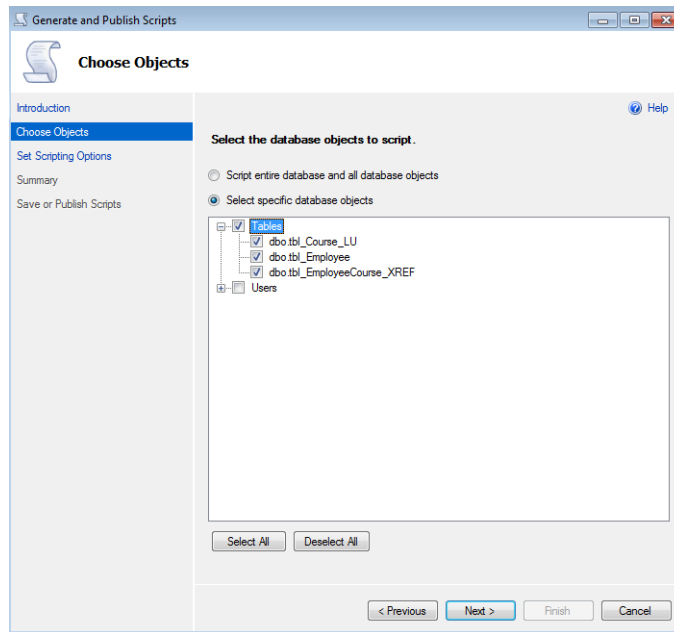 Generate and Publish Scripts
Choose Objects
Introduction
Help
Choose Objects
Select the database objects to script.
Set Scripting Options
Script entire database and all database objects
Summary
Select specific database objects
Save or Publish Scripts
Tables
dbo.tbl_Course_LU
dbo.tbl_Employee
dbo.tbl_EmployeeCourse_XREF
Users
Select All Deselect All
< Previous Next > Finish Cancel